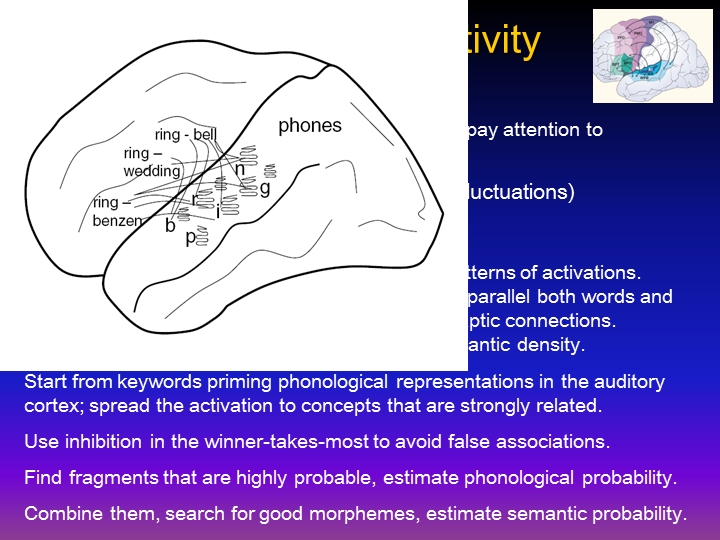 tivity
pay attention to
luctuations)
phones
ring - bell
ring –
wedding
ring –
benzen
n
g
r
i
b
p
tterns of activations.
parallel both words and
ptic connections.
antic density.
Start from keywords priming phonological representations in the auditory
cortex; spread the activation to concepts that are strongly related.
Use inhibition in the winner-takes-most to avoid false associations.
Find fragments that are highly probable, estimate phonological probability.
Combine them, search for good morphemes, estimate semantic probability.